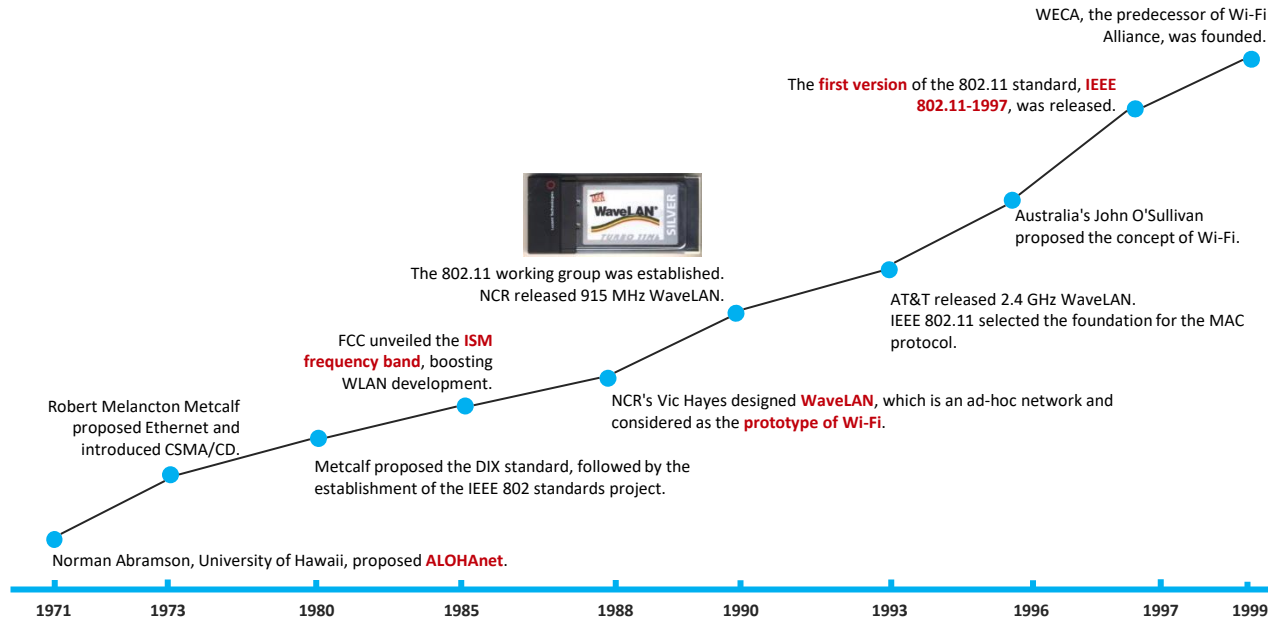 WECA, the predecessor of Wi-Fi
Alliance, was founded.
The first version of the 802.11 standard, IEEE
802.11-1997, was released.
WaveLAN
SILVER
TURBO
Australia's John O'Sullivan
proposed the concept of Wi-Fi.
The 802.11 working group was established.
NCR released 915 MHz WaveLAN.
AT&T released 2.4 GHz WaveLAN.
IEEE 802.11 selected the foundation for the MAC
protocol.
FCC unveiled the ISM
frequency band, boosting
WLAN development.
NCR's Vic Hayes designed WaveLAN, which is an ad-hoc network and
considered as the prototype of Wi-Fi.
Robert Melancton Metcalf
proposed Ethernet and
introduced CSMA/CD.
Metcalf proposed the DIX standard, followed by the
establishment of the IEEE 802 standards project.
Norman Abramson, University of Hawaii, proposed ALOHAnet.
1971 1973 1980 1985 1988 1990 1993 1996 1997 1999